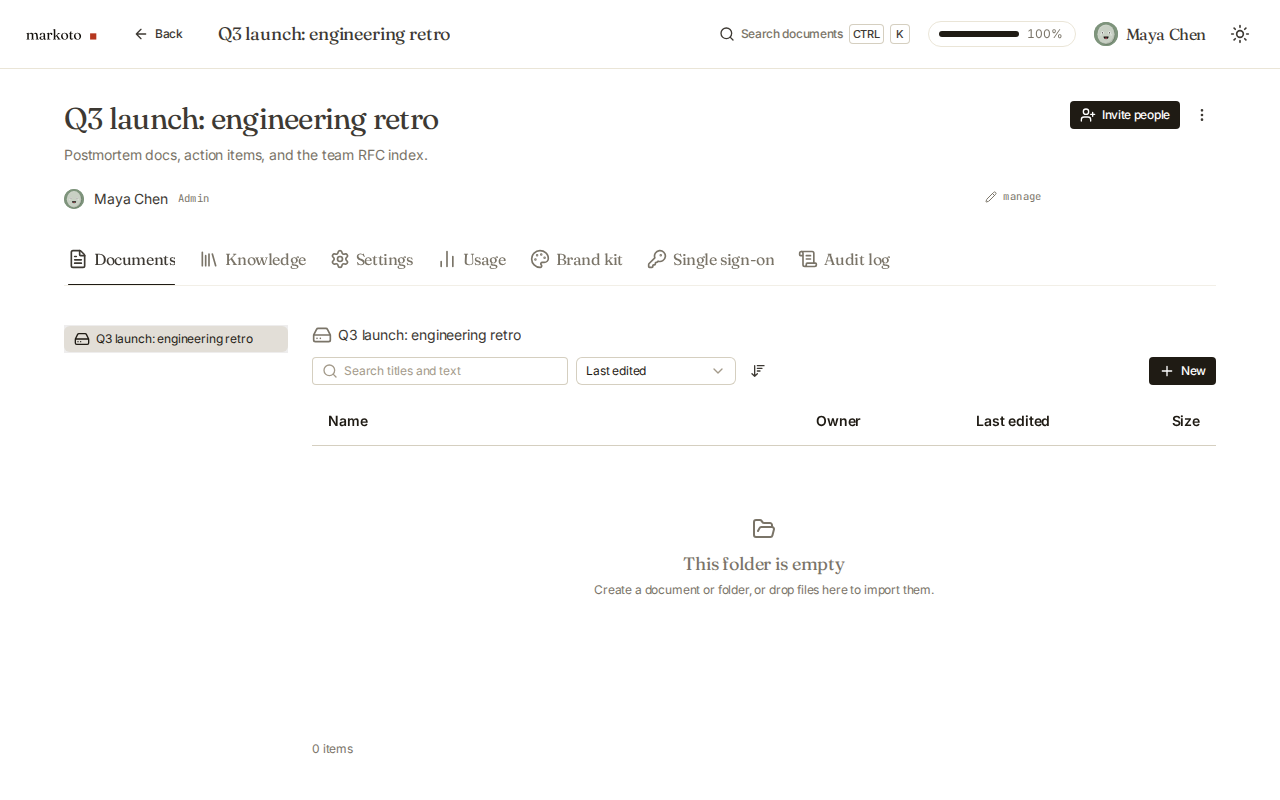 markoto
Back
Q3 launch: engineering retro
Search documents CTRL K
100%
Maya Chen
Q3 launch: engineering retro
Invite people
Postmortem docs, action items, and the team RFC index.
Maya Chen Admin
manage
Documents Knowledge Settings Usage Brand kit Single sign-on Audit log
Q3 launch: engineering retro
Q3 launch: engineering retro
Search titles and text
Last edited
New
Name Owner Last edited Size
This folder is empty
Create a document or folder, or drop files here to import them.
0 items